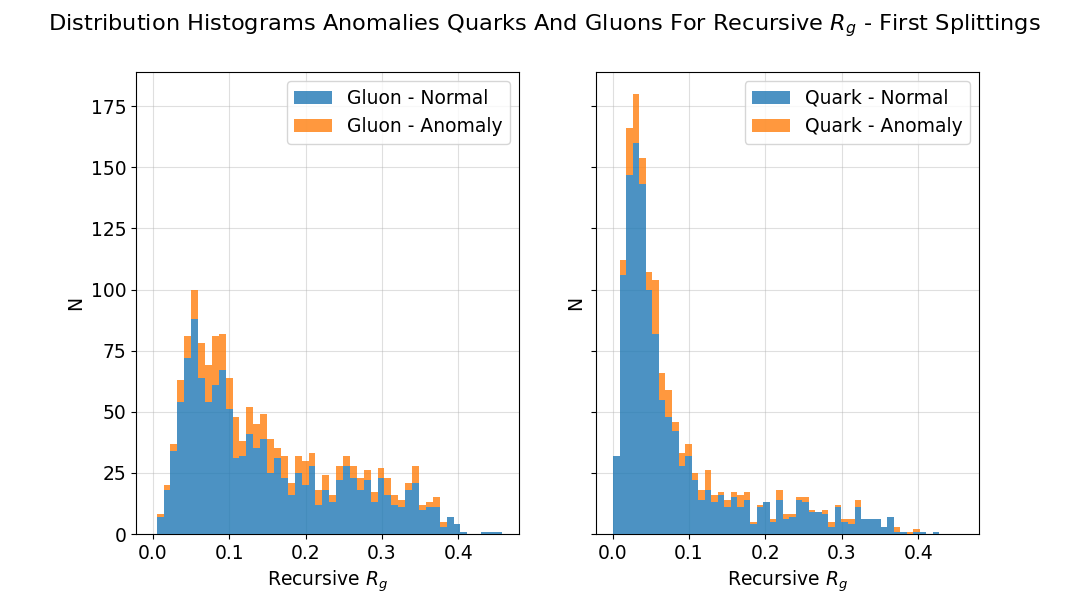 Distribution Histograms Anomalies Quarks And Gluons For Recursive $R_g$ - First Splittings
Gluon - Normal
Gluon - Anomaly
175
150
125
100
75
50
25
0
N
0.0 0.1 0.2 0.3 0.4
Recursive $R_g$
Quark - Normal
Quark - Anomaly
N
0.0 0.1 0.2 0.3 0.4
Recursive $R_g$